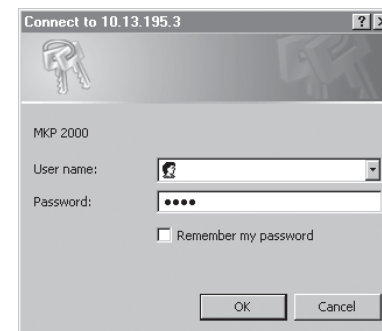 Connect to 10.13.195.3
MKP 2000
User name:
Password:
Remember my password
OK Cancel